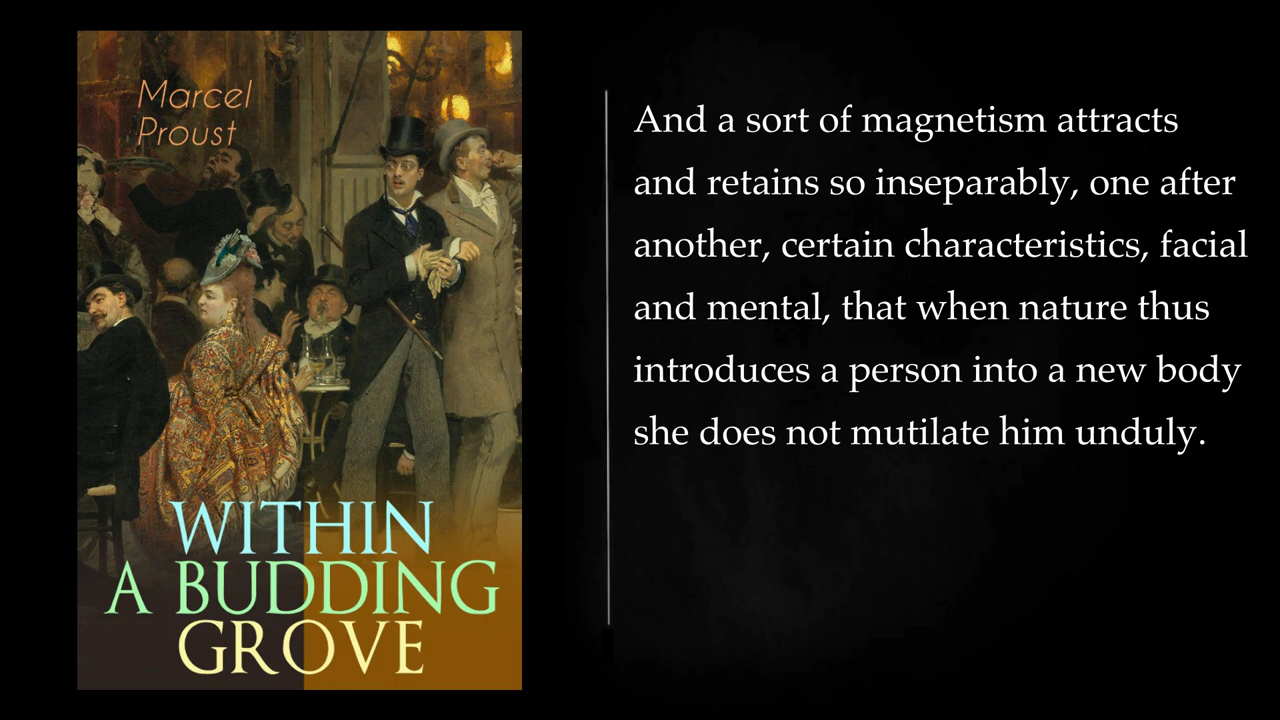 Marcel
Proust
WITHIN
A BUDDING
GROVE
And a sort of magnetism attracts
and retains so inseparably, one after
another, certain characteristics, facial
and mental, that when nature thus
introduces a person into a new body
she does not mutilate him unduly.